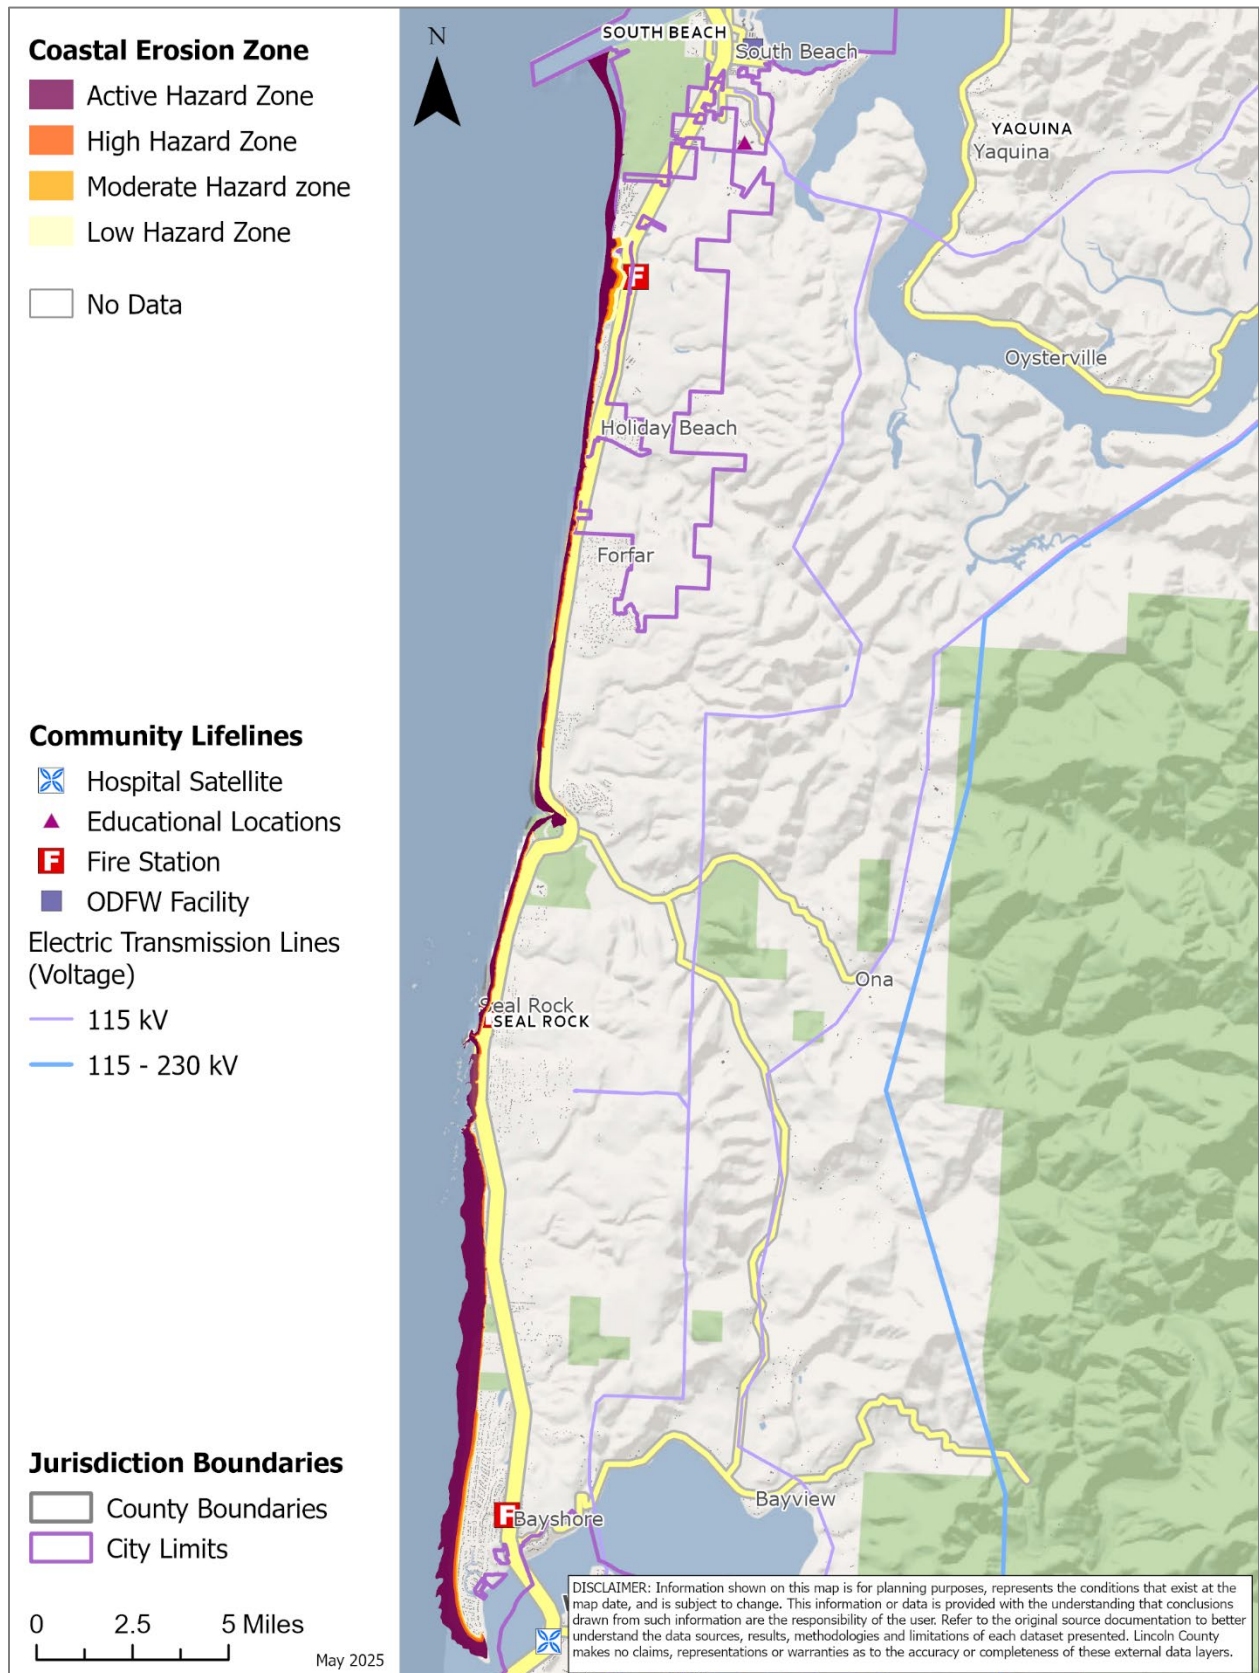 Coastal Erosion Zone
Active Hazard Zone
High Hazard Zone
Moderate Hazard zone
Low Hazard Zone
No Data
Community Lifelines
Hospital Satellite
Educational Locations
F
Fire Station
ODFW Facility
Electric Transmission Lines
(Voltage)
115 kV
115 - 230 kV
Jurisdiction Boundaries
County Boundaries
City Limits
0 2.5 5 Miles
May 2025
N
SOUTH BEACH
South Beach
YAQUINA
Yaquina
F
Oysterville
Holiday Beach
Forfar
Ona
Seal Rock
SEAL ROCK
Bayview
F
Bayshore
DISCLAIMER: Information shown on this map is for planning purposes, represents the conditions that exist at the
map date, and is subject to change. This information or data is provided with the understanding that conclusions
drawn from such information are the responsibility of the user. Refer to the original source documentation to better
understand the data sources, results, methodologies and limitations of each dataset presented. Lincoln County
makes no claims, representations or warranties as to the accuracy or completeness of these external data layers.